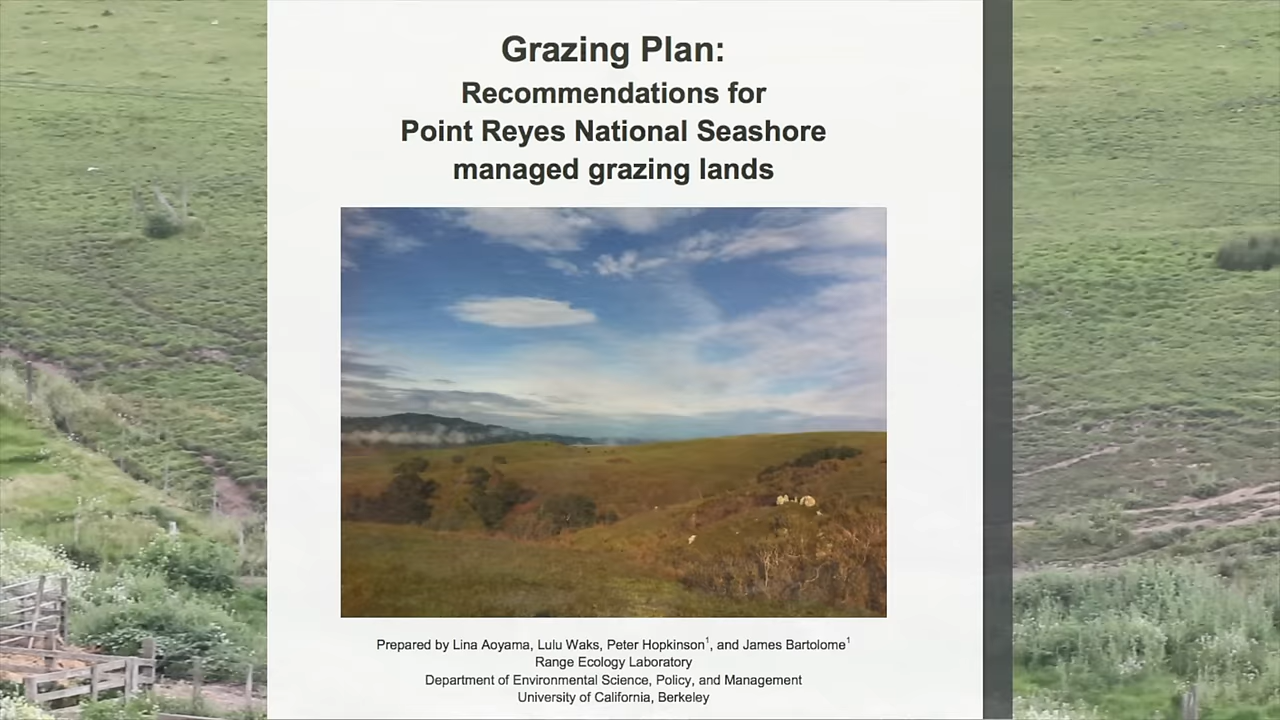 Grazing Plan:
Recommendations for
Point Reyes National Seashore
managed grazing lands
Prepared by Lina Aoyama, Lulu Waks, Peter Hopkinson¹, and James Bartolome¹
Range Ecology Laboratory
Department of Environmental Science, Policy, and Management
University of California, Berkeley